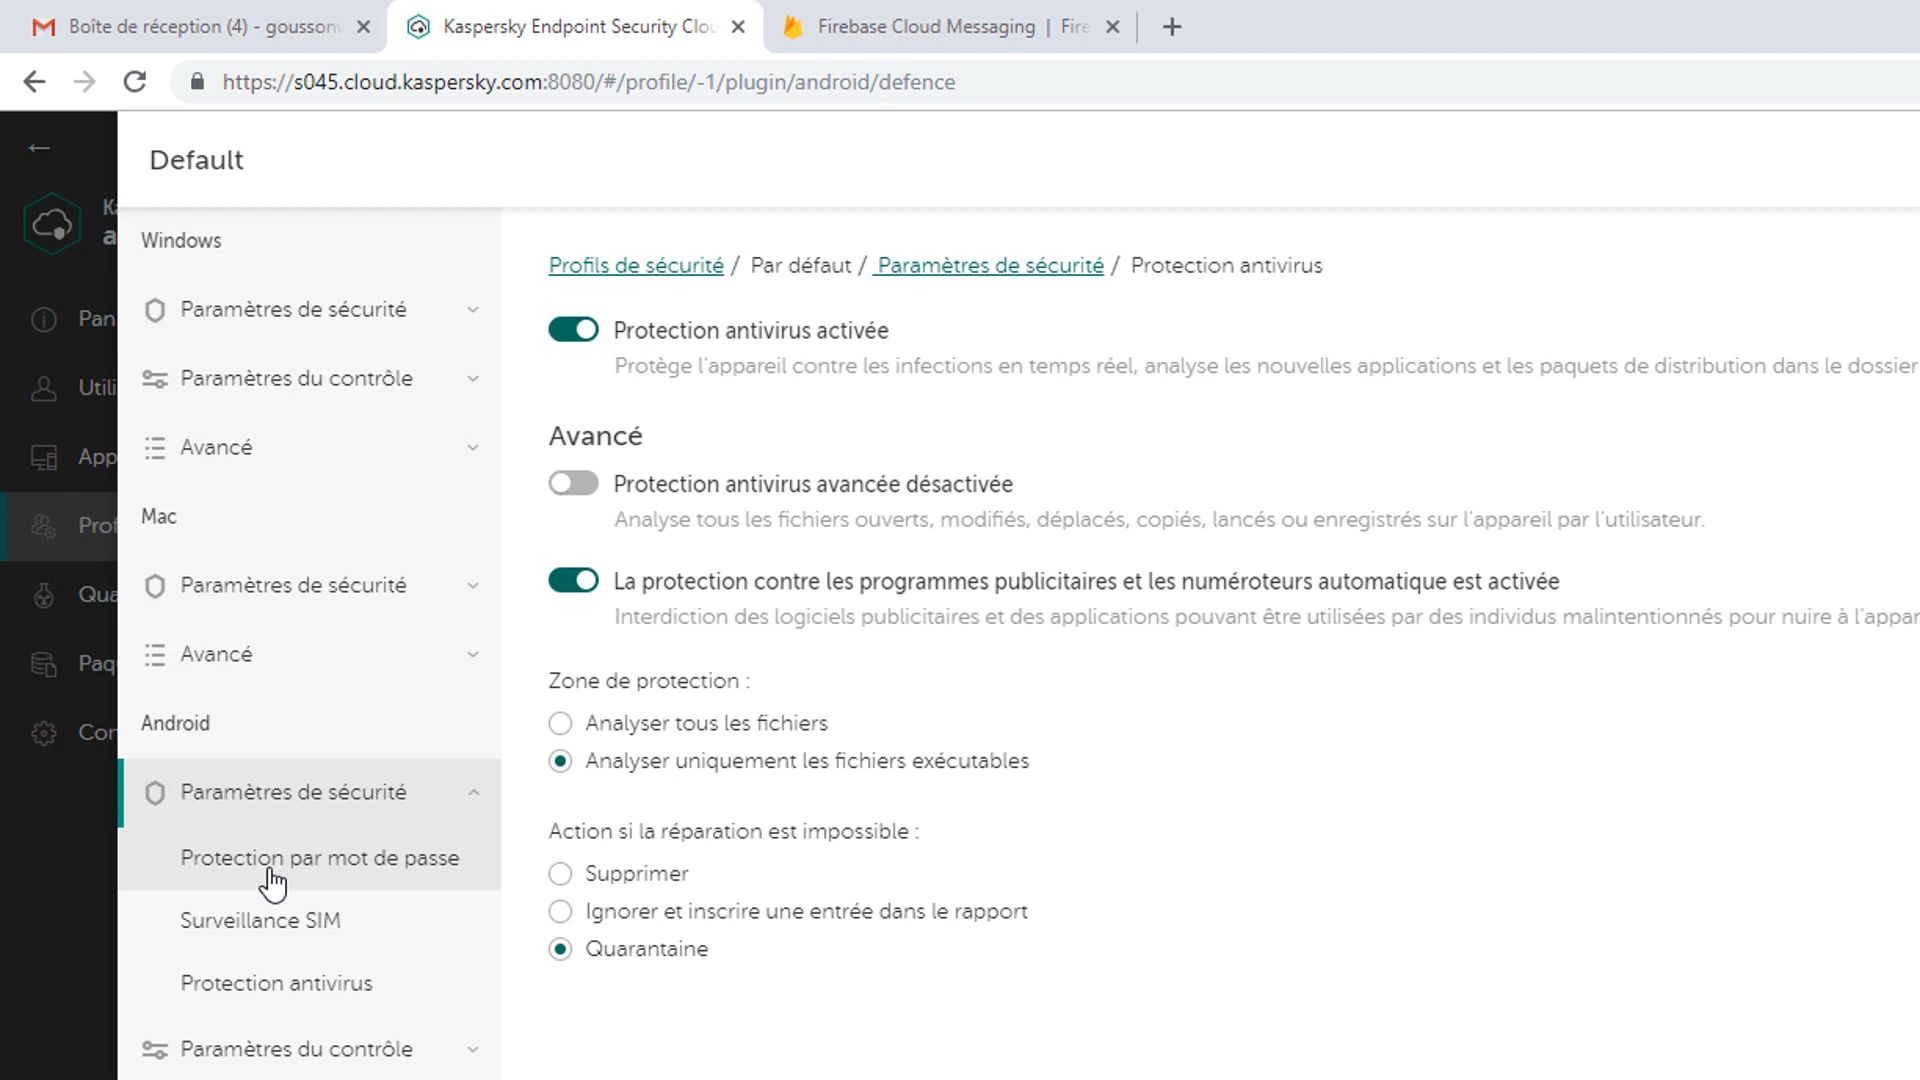 Boîte de réception (4) - gousson
Kaspersky Endpoint Security Clou
Firebase Cloud Messaging | Fire
https://s045.cloud.kaspersky.com:8080/#/profile/-1/plugin/android/defence
Default
Ka
a
Pan
Utili
App
Prof
Qua
Paq
Con
Windows
Paramètres de sécurité
Paramètres du contrôle
Avancé
Mac
Paramètres de sécurité
Avancé
Android
Paramètres de sécurité
Protection par mot de passe
Surveillance SIM
Protection antivirus
Paramètres du contrôle
Profils de sécurité / Par défaut / Paramètres de sécurité / Protection antivirus
Protection antivirus activée
Protège l'appareil contre les infections en temps réel, analyse les nouvelles applications et les paquets de distribution dans le dossier
Avancé
Protection antivirus avancée désactivée
Analyse tous les fichiers ouverts, modifiés, déplacés, copiés, lancés ou enregistrés sur l'appareil par l'utilisateur.
La protection contre les programmes publicitaires et les numéroteurs automatique est activée
Interdiction des logiciels publicitaires et des applications pouvant être utilisées par des individus malintentionnés pour nuire à l'appar
Zone de protection :
Analyser tous les fichiers
Analyser uniquement les fichiers exécutables
Action si la réparation est impossible :
Supprimer
Ignorer et inscrire une entrée dans le rapport
Quarantaine